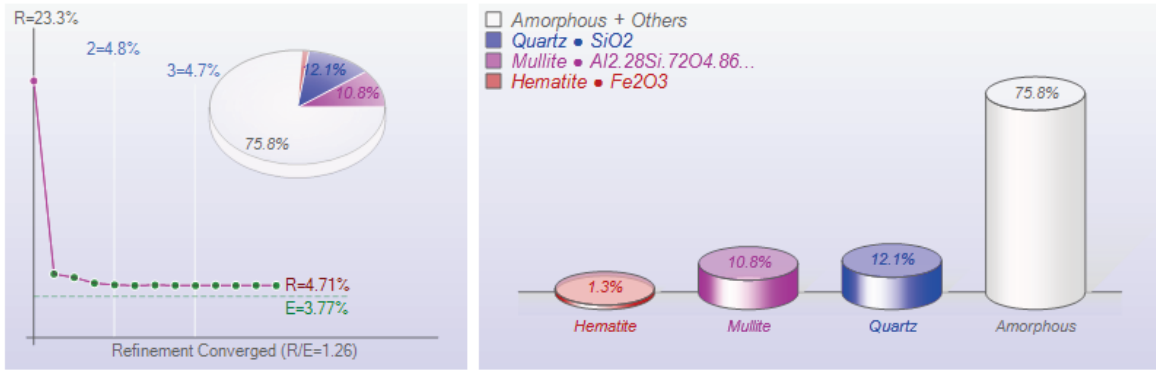 R=23.3%
2=4.8%
3=4.7%
12.1%
10.8%
75.8%
R=4.71%
E=3.77%
Refinement Converged (R/E=1.26)
Amorphous + Others
Quartz ● SiO2
Mullite ● Al2.28Si.72O4.86...
Hematite ● Fe2O3
75.8%
12.1%
10.8%
1.3%
Hematite
Mullite
Quartz
Amorphous